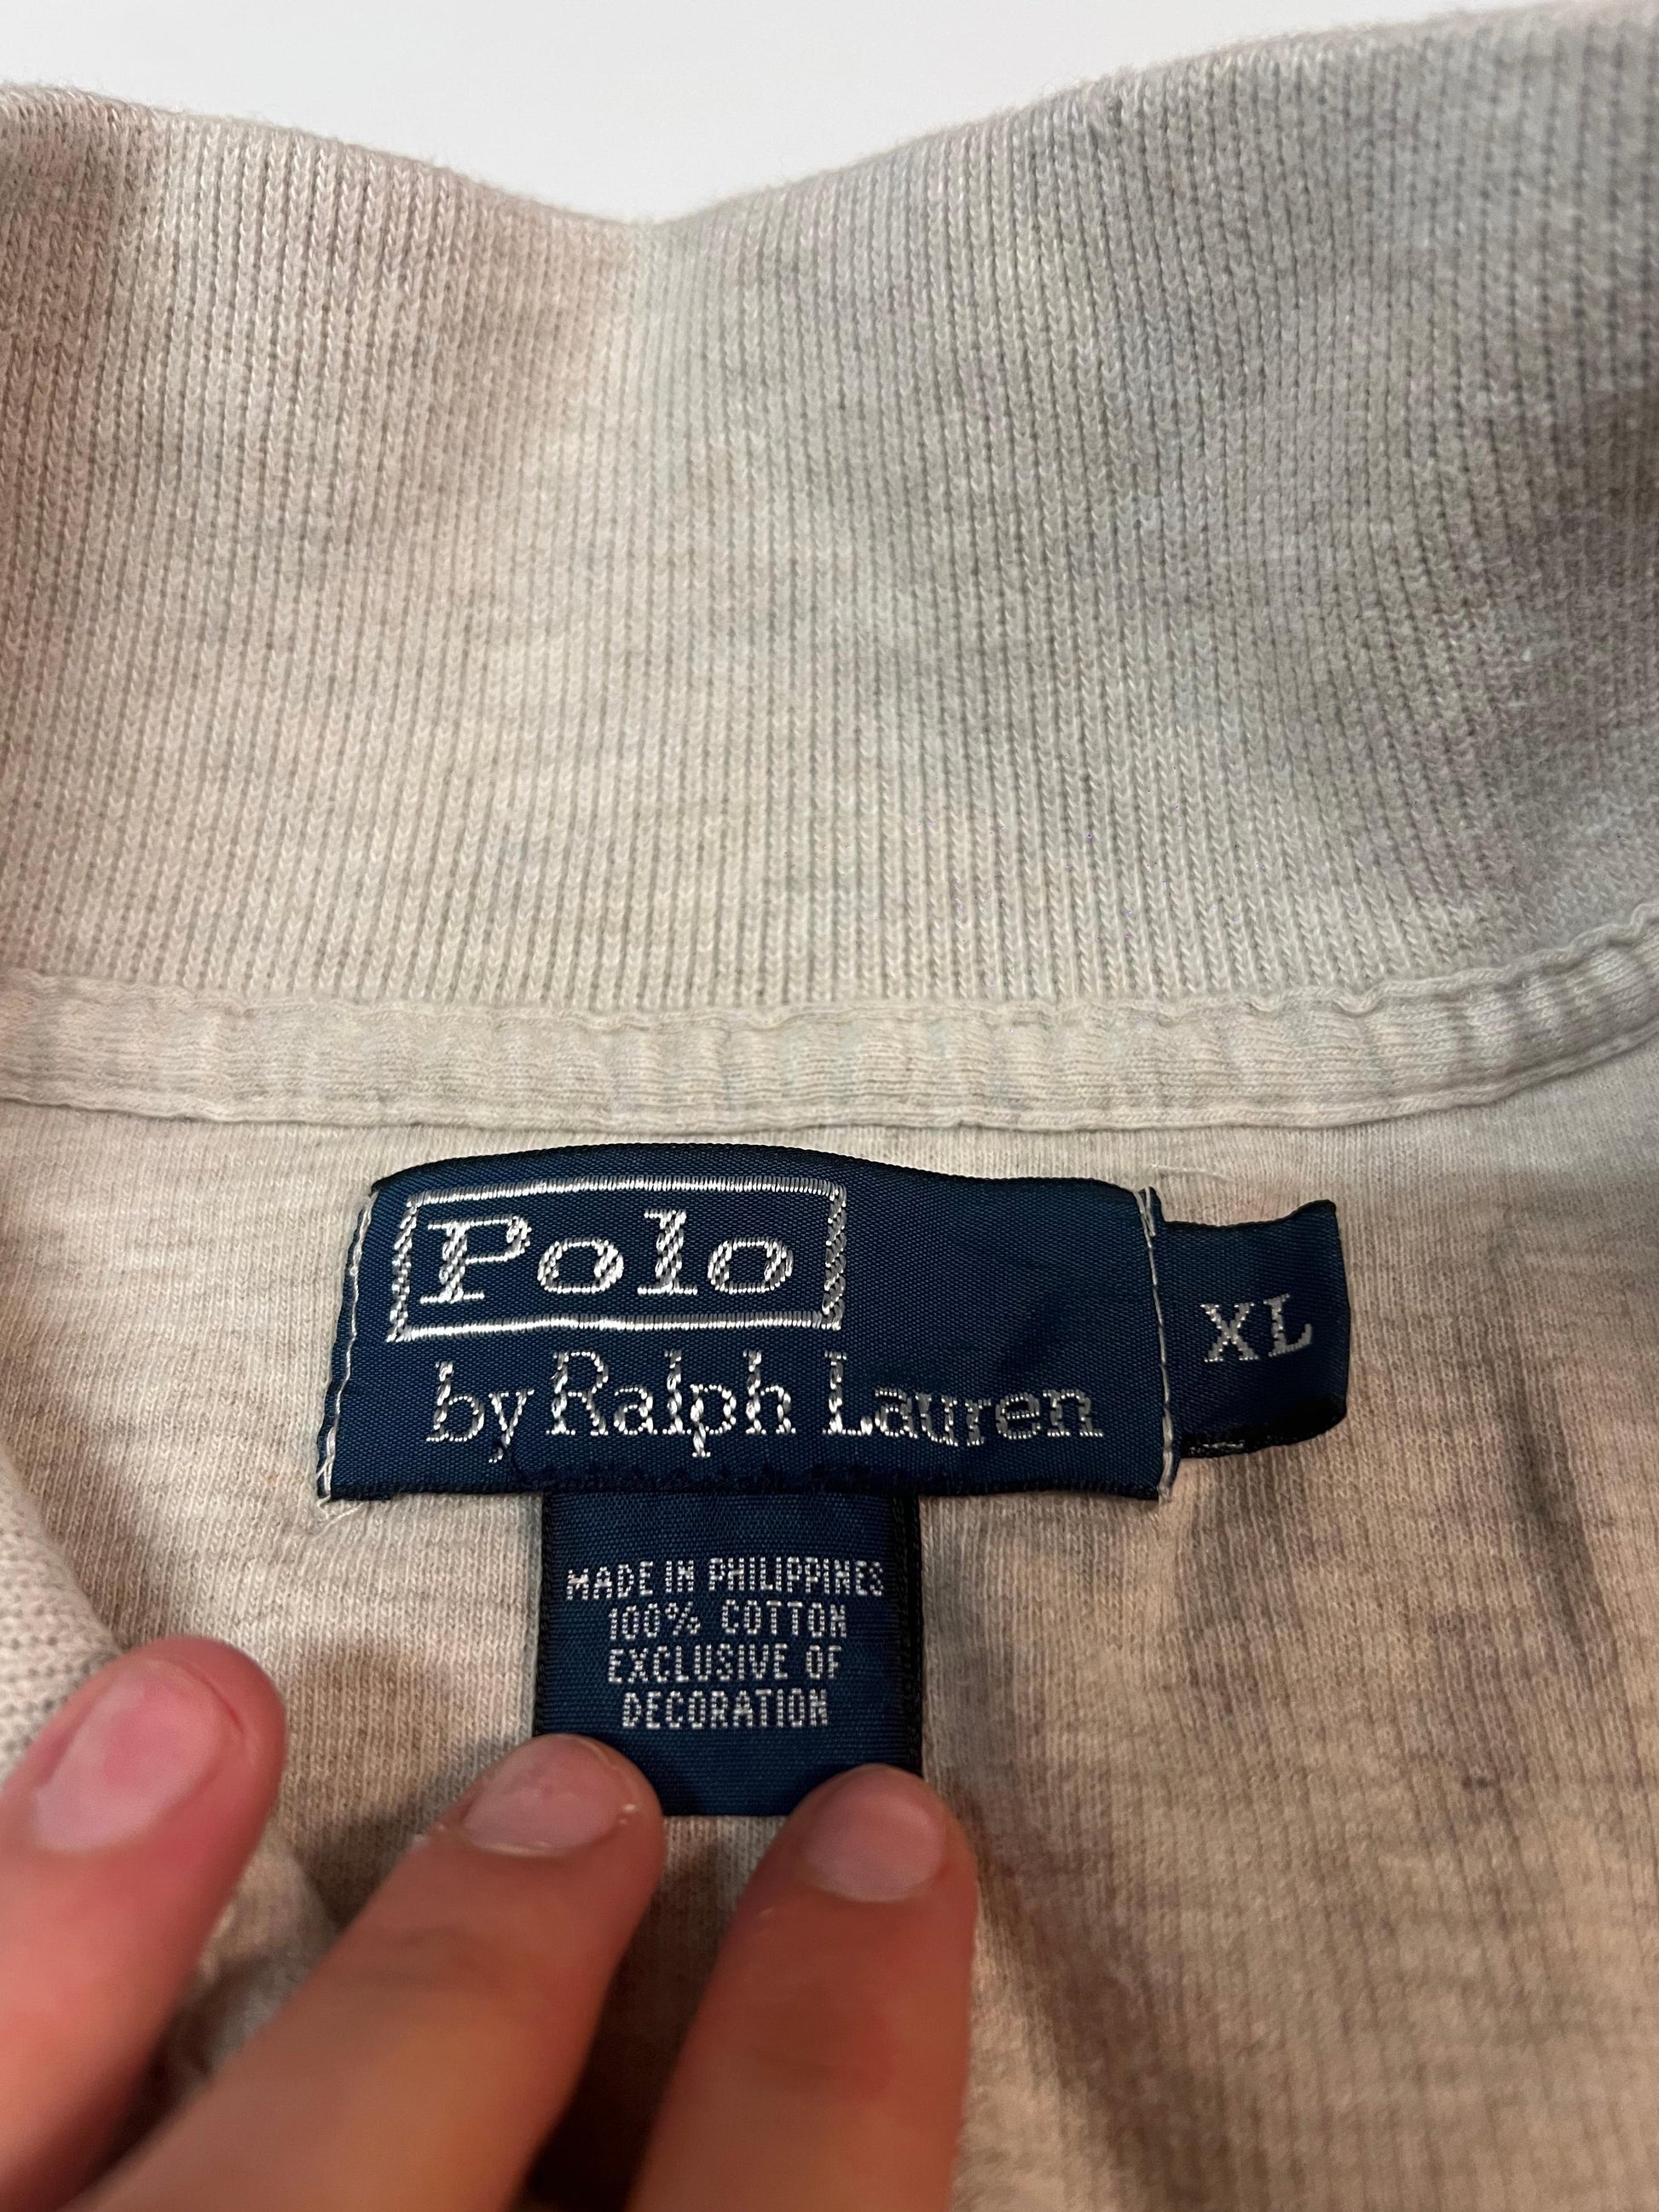 Polo
by Ralph Lauren
XL
MADE IN PHILIPPINES
100% COTTON
EXCLUSIVE OF
DECORATION